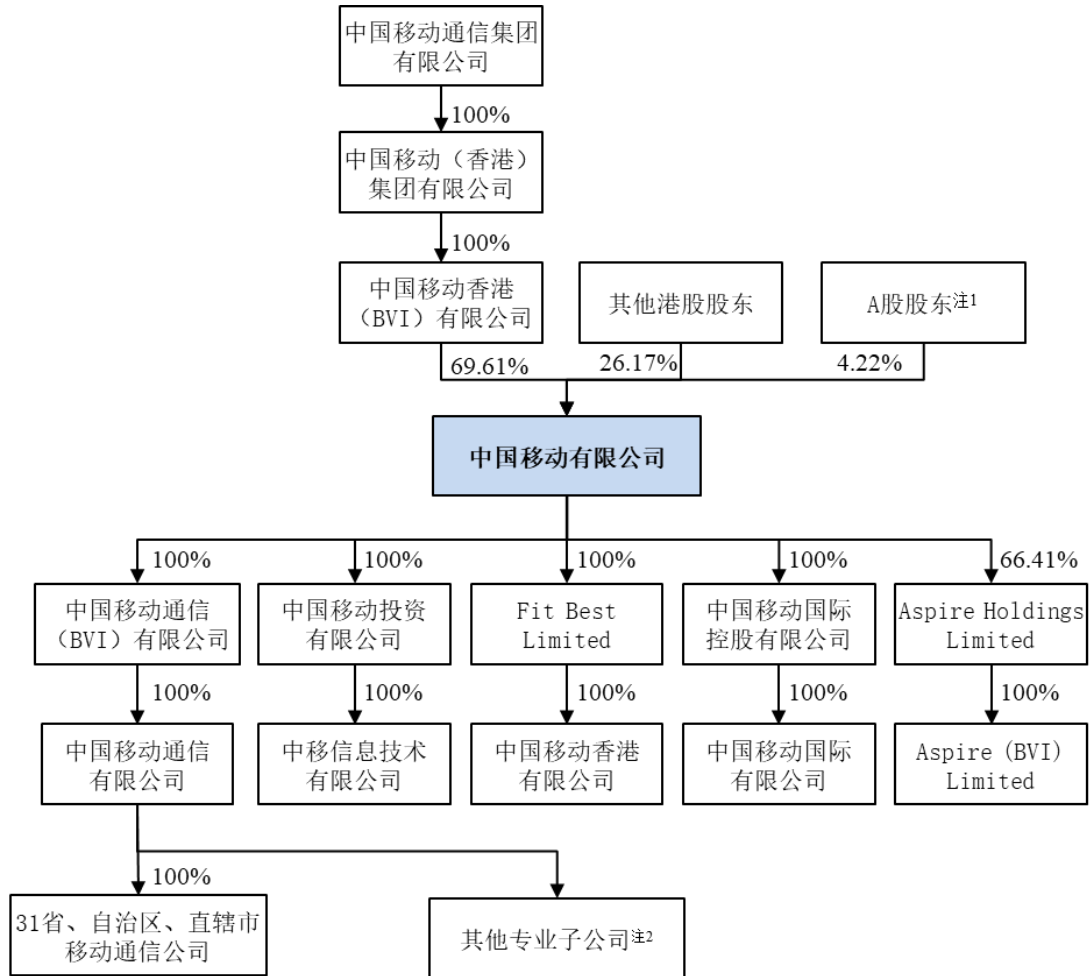 中国移动通信集团
有限公司
100%
中国移动（香港）
集团有限公司
100%
中国移动香港
（BVI）有限公司
其他港股股东
A股股东注1
69.61%
26.17%
4.22%
中国移动有限公司
100%
100%
100%
100%
66.41%
中国移动通信
（BVI）有限公司
中国移动投资
有限公司
Fit Best
Limited
中国移动国际
控股有限公司
Aspire Holdings
Limited
100%
100%
100%
100%
100%
中国移动通信
有限公司
中移信息技术
有限公司
中国移动香港
有限公司
中国移动国际
有限公司
Aspire (BVI)
Limited
100%
31省、自治区、直辖市
移动通信公司
其他专业子公司注2